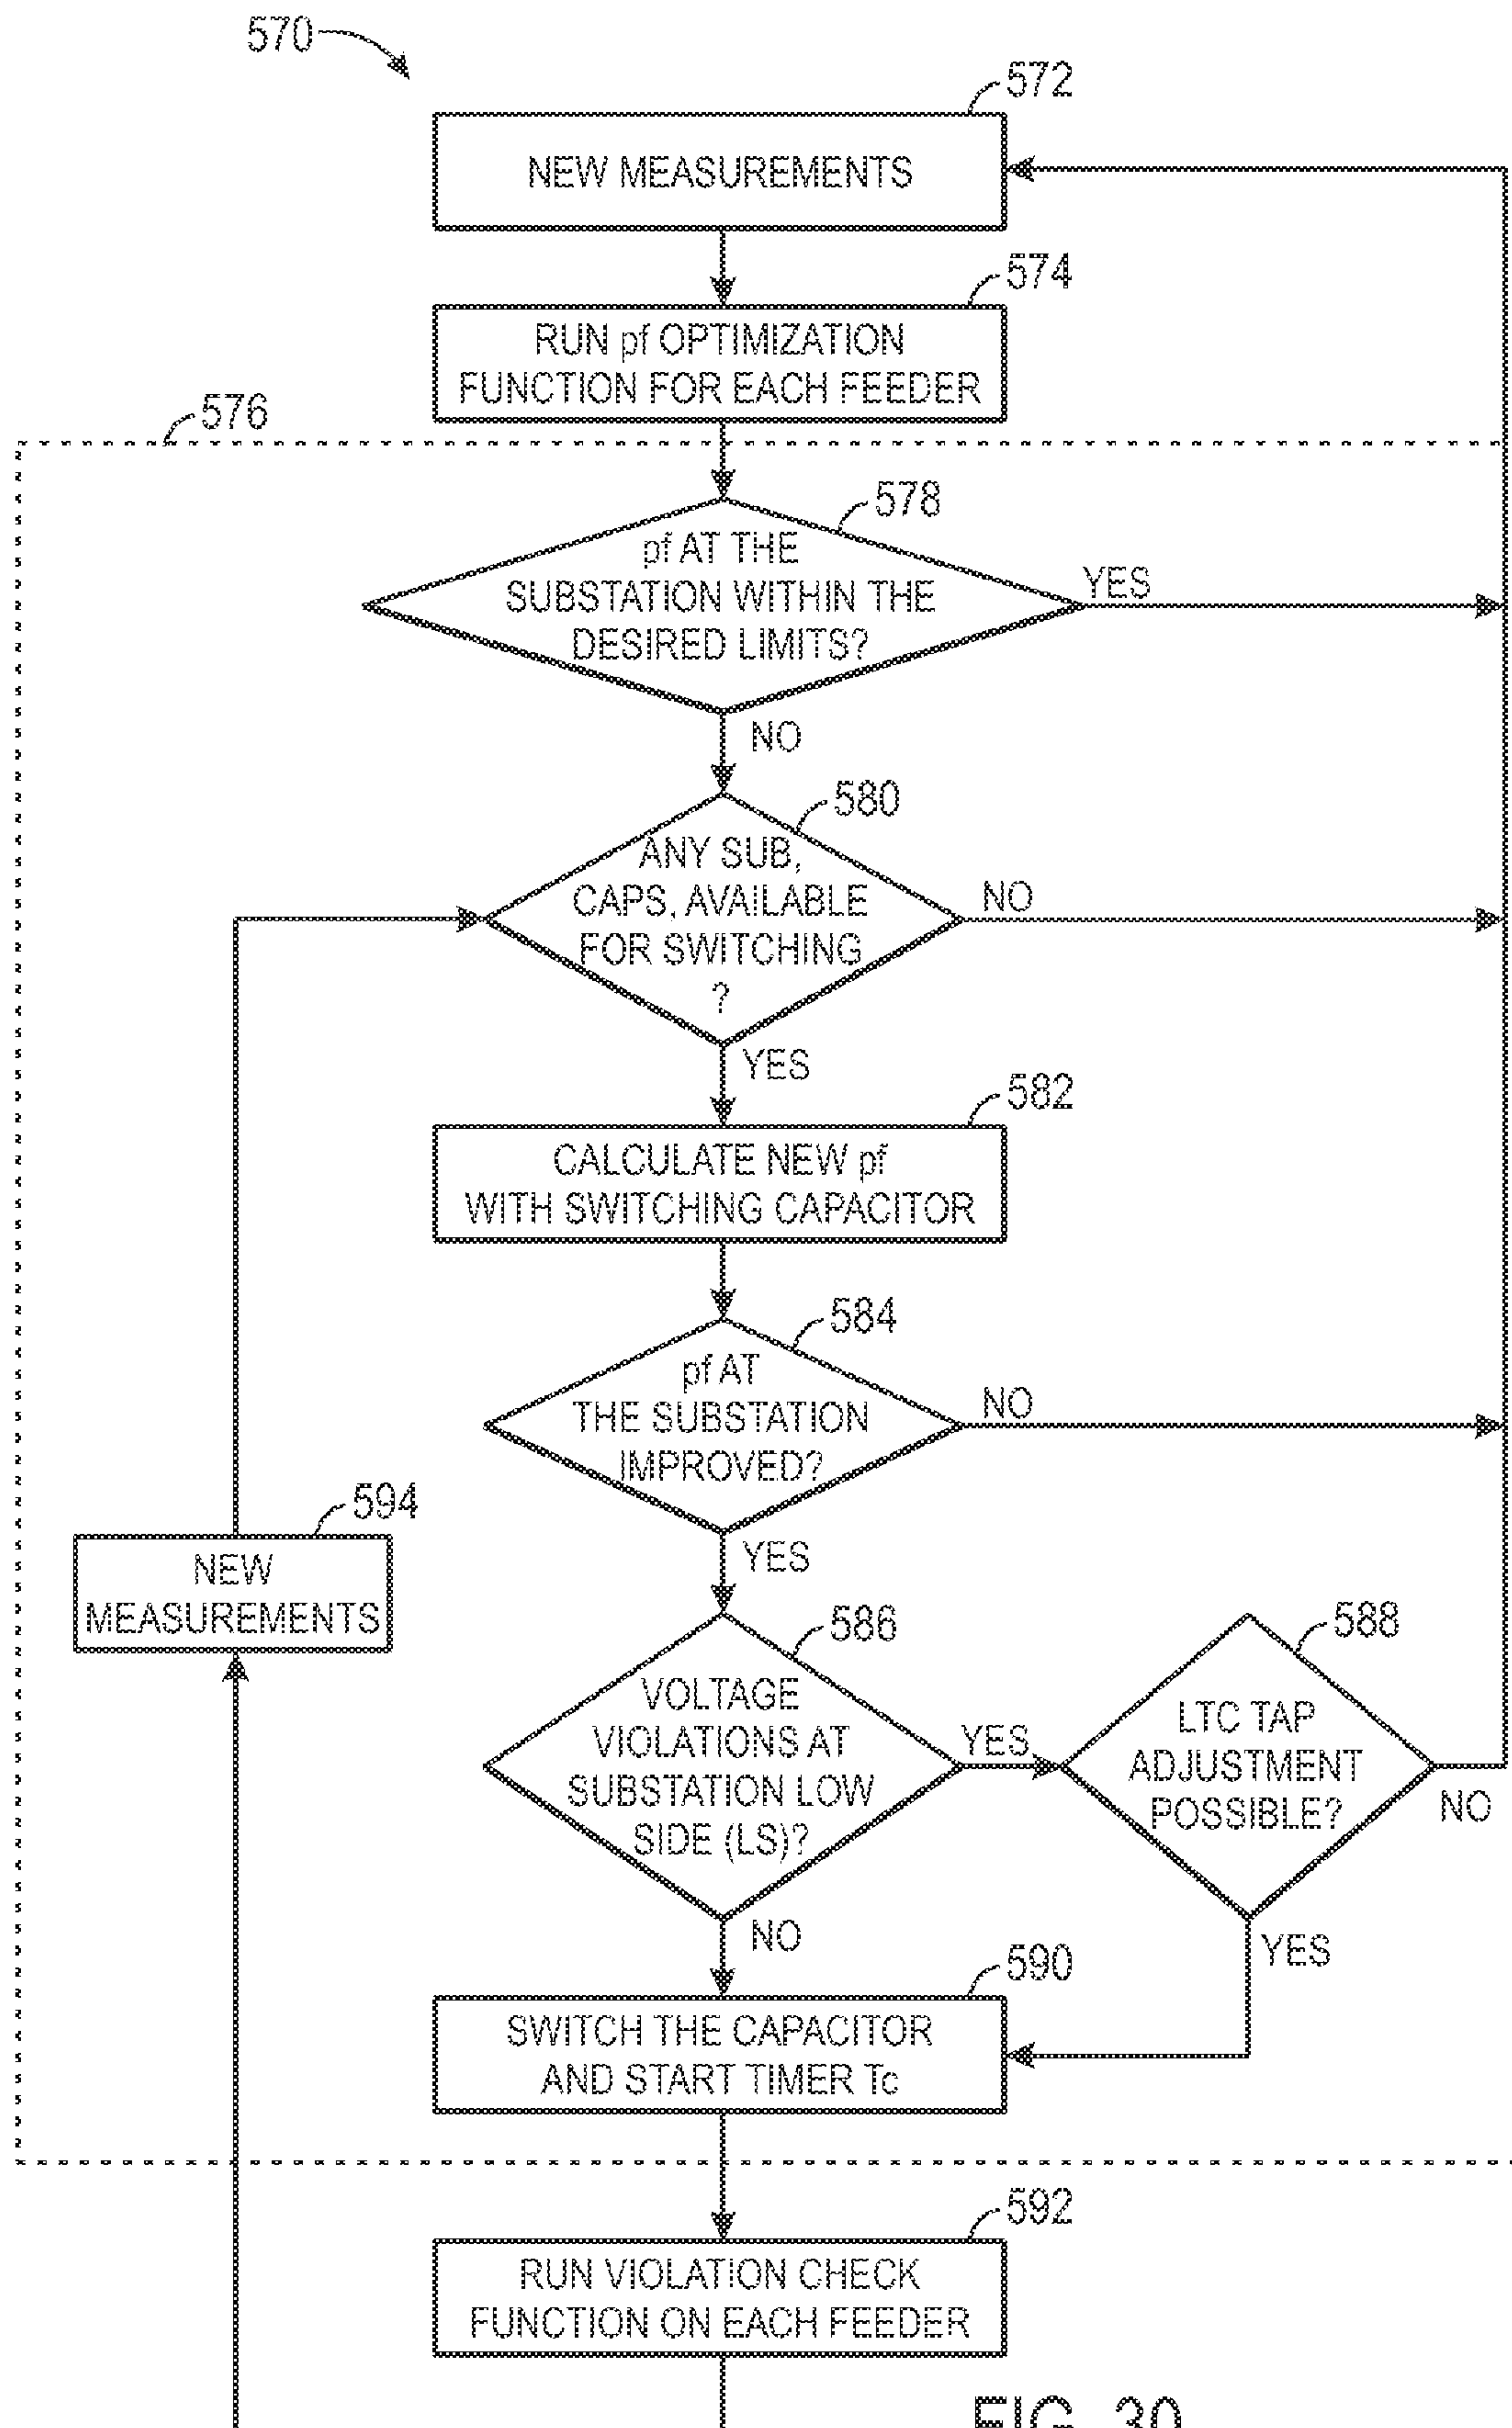 570
572
NEW MEASUREMENTS
574
RUN pf OPTIMIZATION
FUNCTION FOR EACH FEEDER
576
578
pf AT THE
SUBSTATION WITHIN THE
DESIRED LIMITS?
YES
NO
580
ANY SUB,
CAPS, AVAILABLE
FOR SWITCHING
?
NO
YES
582
CALCULATE NEW pf
WITH SWITCHING CAPACITOR
584
pf AT
THE SUBSTATION
IMPROVED?
NO
YES
594
NEW
MEASUREMENTS
586
VOLTAGE
VIOLATIONS AT
SUBSTATION LOW
SIDE (LS)?
YES
588
LTC TAP
ADJUSTMENT
POSSIBLE?
NO
YES
NO
590
SWITCH THE CAPACITOR
AND START TIMER Tc
592
RUN VIOLATION CHECK
FUNCTION ON EACH FEEDER
FIG. 30